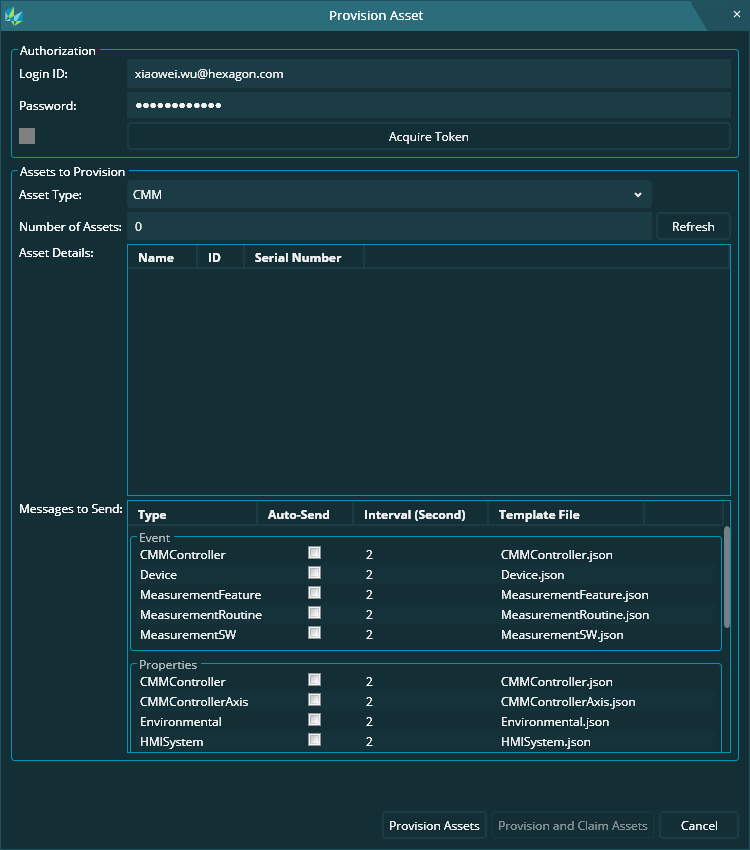 Provision Asset
Authorization
Login ID: xiaowei.wu@hexagon.com
Password: ••••••••••••
Acquire Token
Assets to Provision
Asset Type: CMM
Number of Assets: 0 Refresh
Asset Details: Name ID Serial Number
Messages to Send: Type Auto-Send Interval (Second) Template File
Event
CMMController 2 CMMController.json
Device 2 Device.json
MeasurementFeature 2 MeasurementFeature.json
MeasurementRoutine 2 MeasurementRoutine.json
MeasurementSW 2 MeasurementSW.json
Properties
CMMController 2 CMMController.json
CMMControllerAxis 2 CMMControllerAxis.json
Environmental 2 Environmental.json
HMISystem 2 HMISystem.json
Provision Assets Provision and Claim Assets Cancel